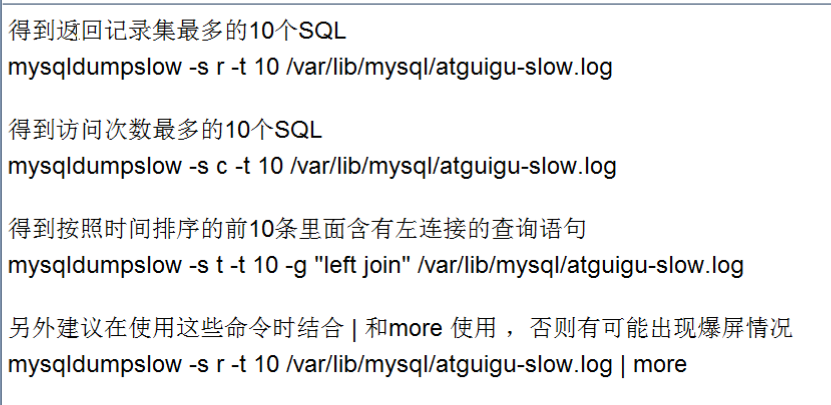 得到返回记录集最多的10个SQL
mysqldumpslow -s r -t 10 /var/lib/mysql/atguigu-slow.log
得到访问次数最多的10个SQL
mysqldumpslow -s c -t 10 /var/lib/mysql/atguigu-slow.log
得到按照时间排序的前10条里面含有左连接的查询语句
mysqldumpslow -s t -t 10 -g "left join" /var/lib/mysql/atguigu-slow.log
另外建议在使用这些命令时结合 | 和more 使用 ，否则有可能出现爆屏情况
mysqldumpslow -s r -t 10 /var/lib/mysql/atguigu-slow.log | more